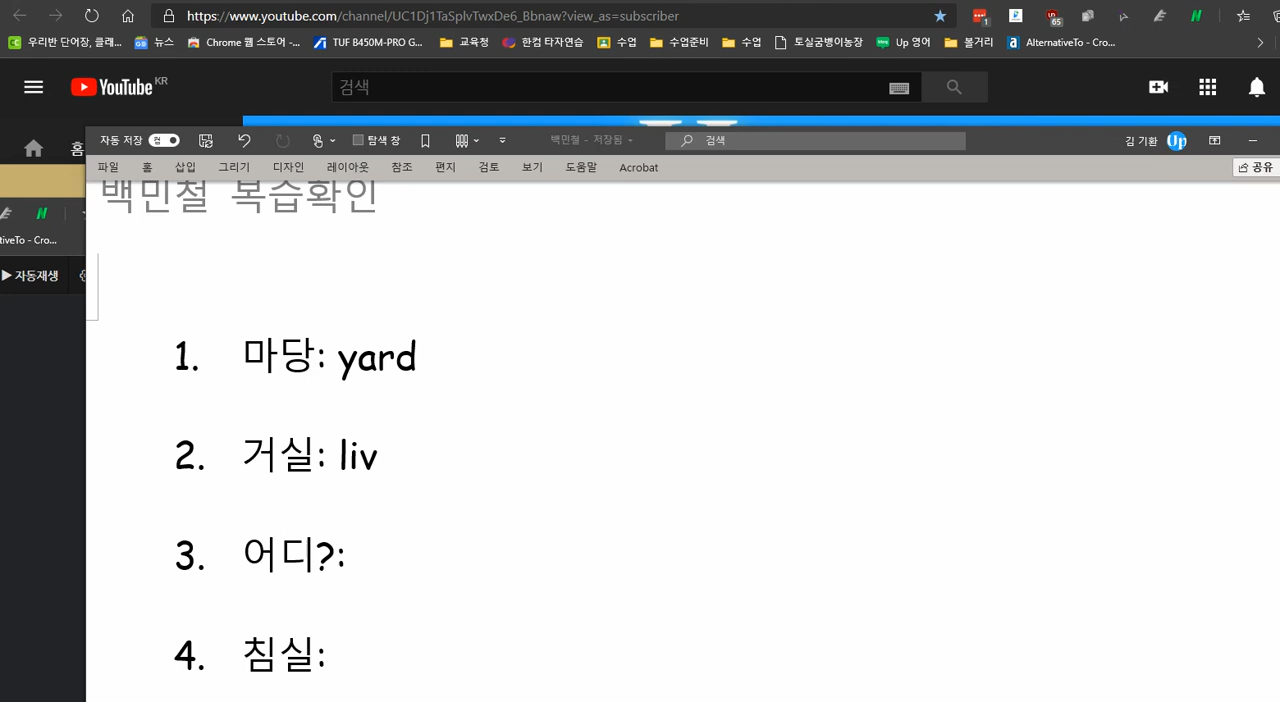 https://www.youtube.com/channel/UC1Dj1TaSplvTwxDe6_Bbnaw?view_as=subscriber
우리반 단어장, 클래... 뉴스 Chrome 웹 스토어 -... TUF B450M-PRO G... 교육청 한컴 타자연습 수업 수업준비 수업 토실굼벵이농장 Up 영어 볼거리 AlternativeTo - Cro...
YouTube KR 검색
홈
자동 저장 탐색 창 백민철 - 저장됨 검색 김 기환 Up
파일 홈 삽입 그리기 디자인 레이아웃 참조 편지 검토 보기 도움말 Acrobat 공유
백민철 복습확인
tiveTo - Cro...
자동재생
1. 마당: yard
2. 거실: liv
3. 어디?:
4. 침실: